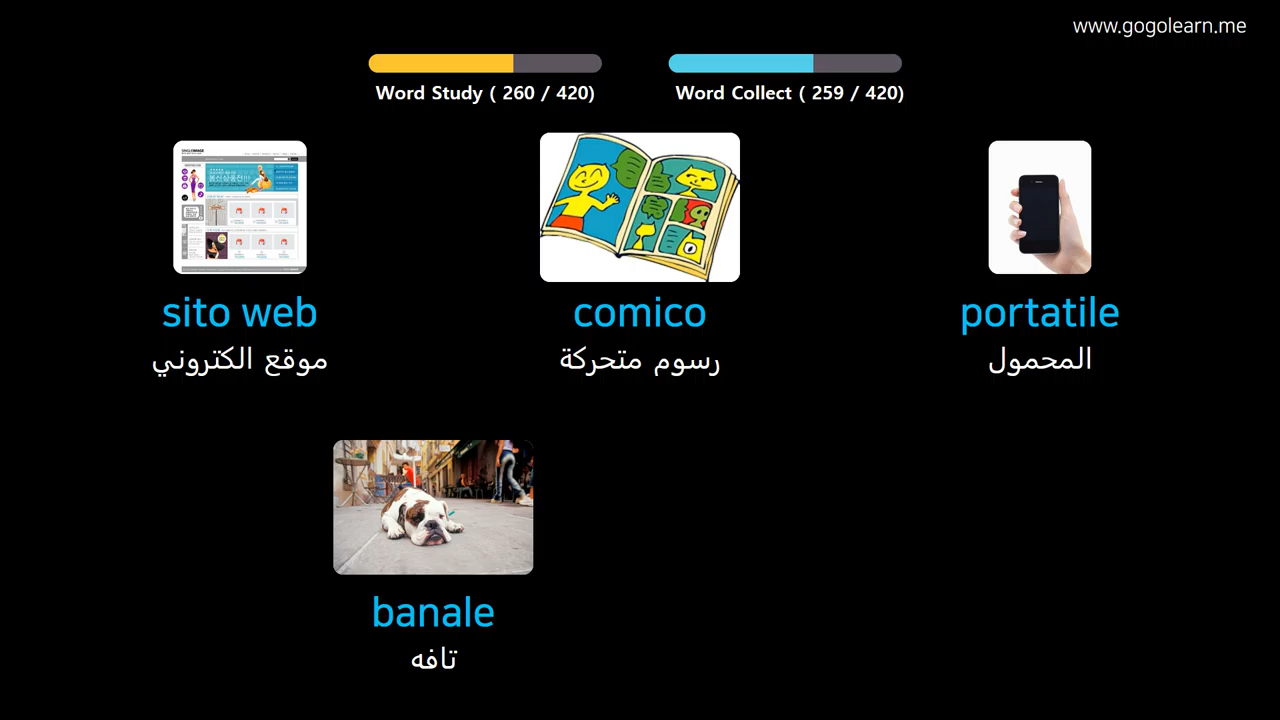 www.gogolearn.me
Word Study ( 260 / 420)
Word Collect ( 259 / 420)
sito web
comico
portatile
موقع الكتروني
رسوم متحركة
المحمول
banale
تافه